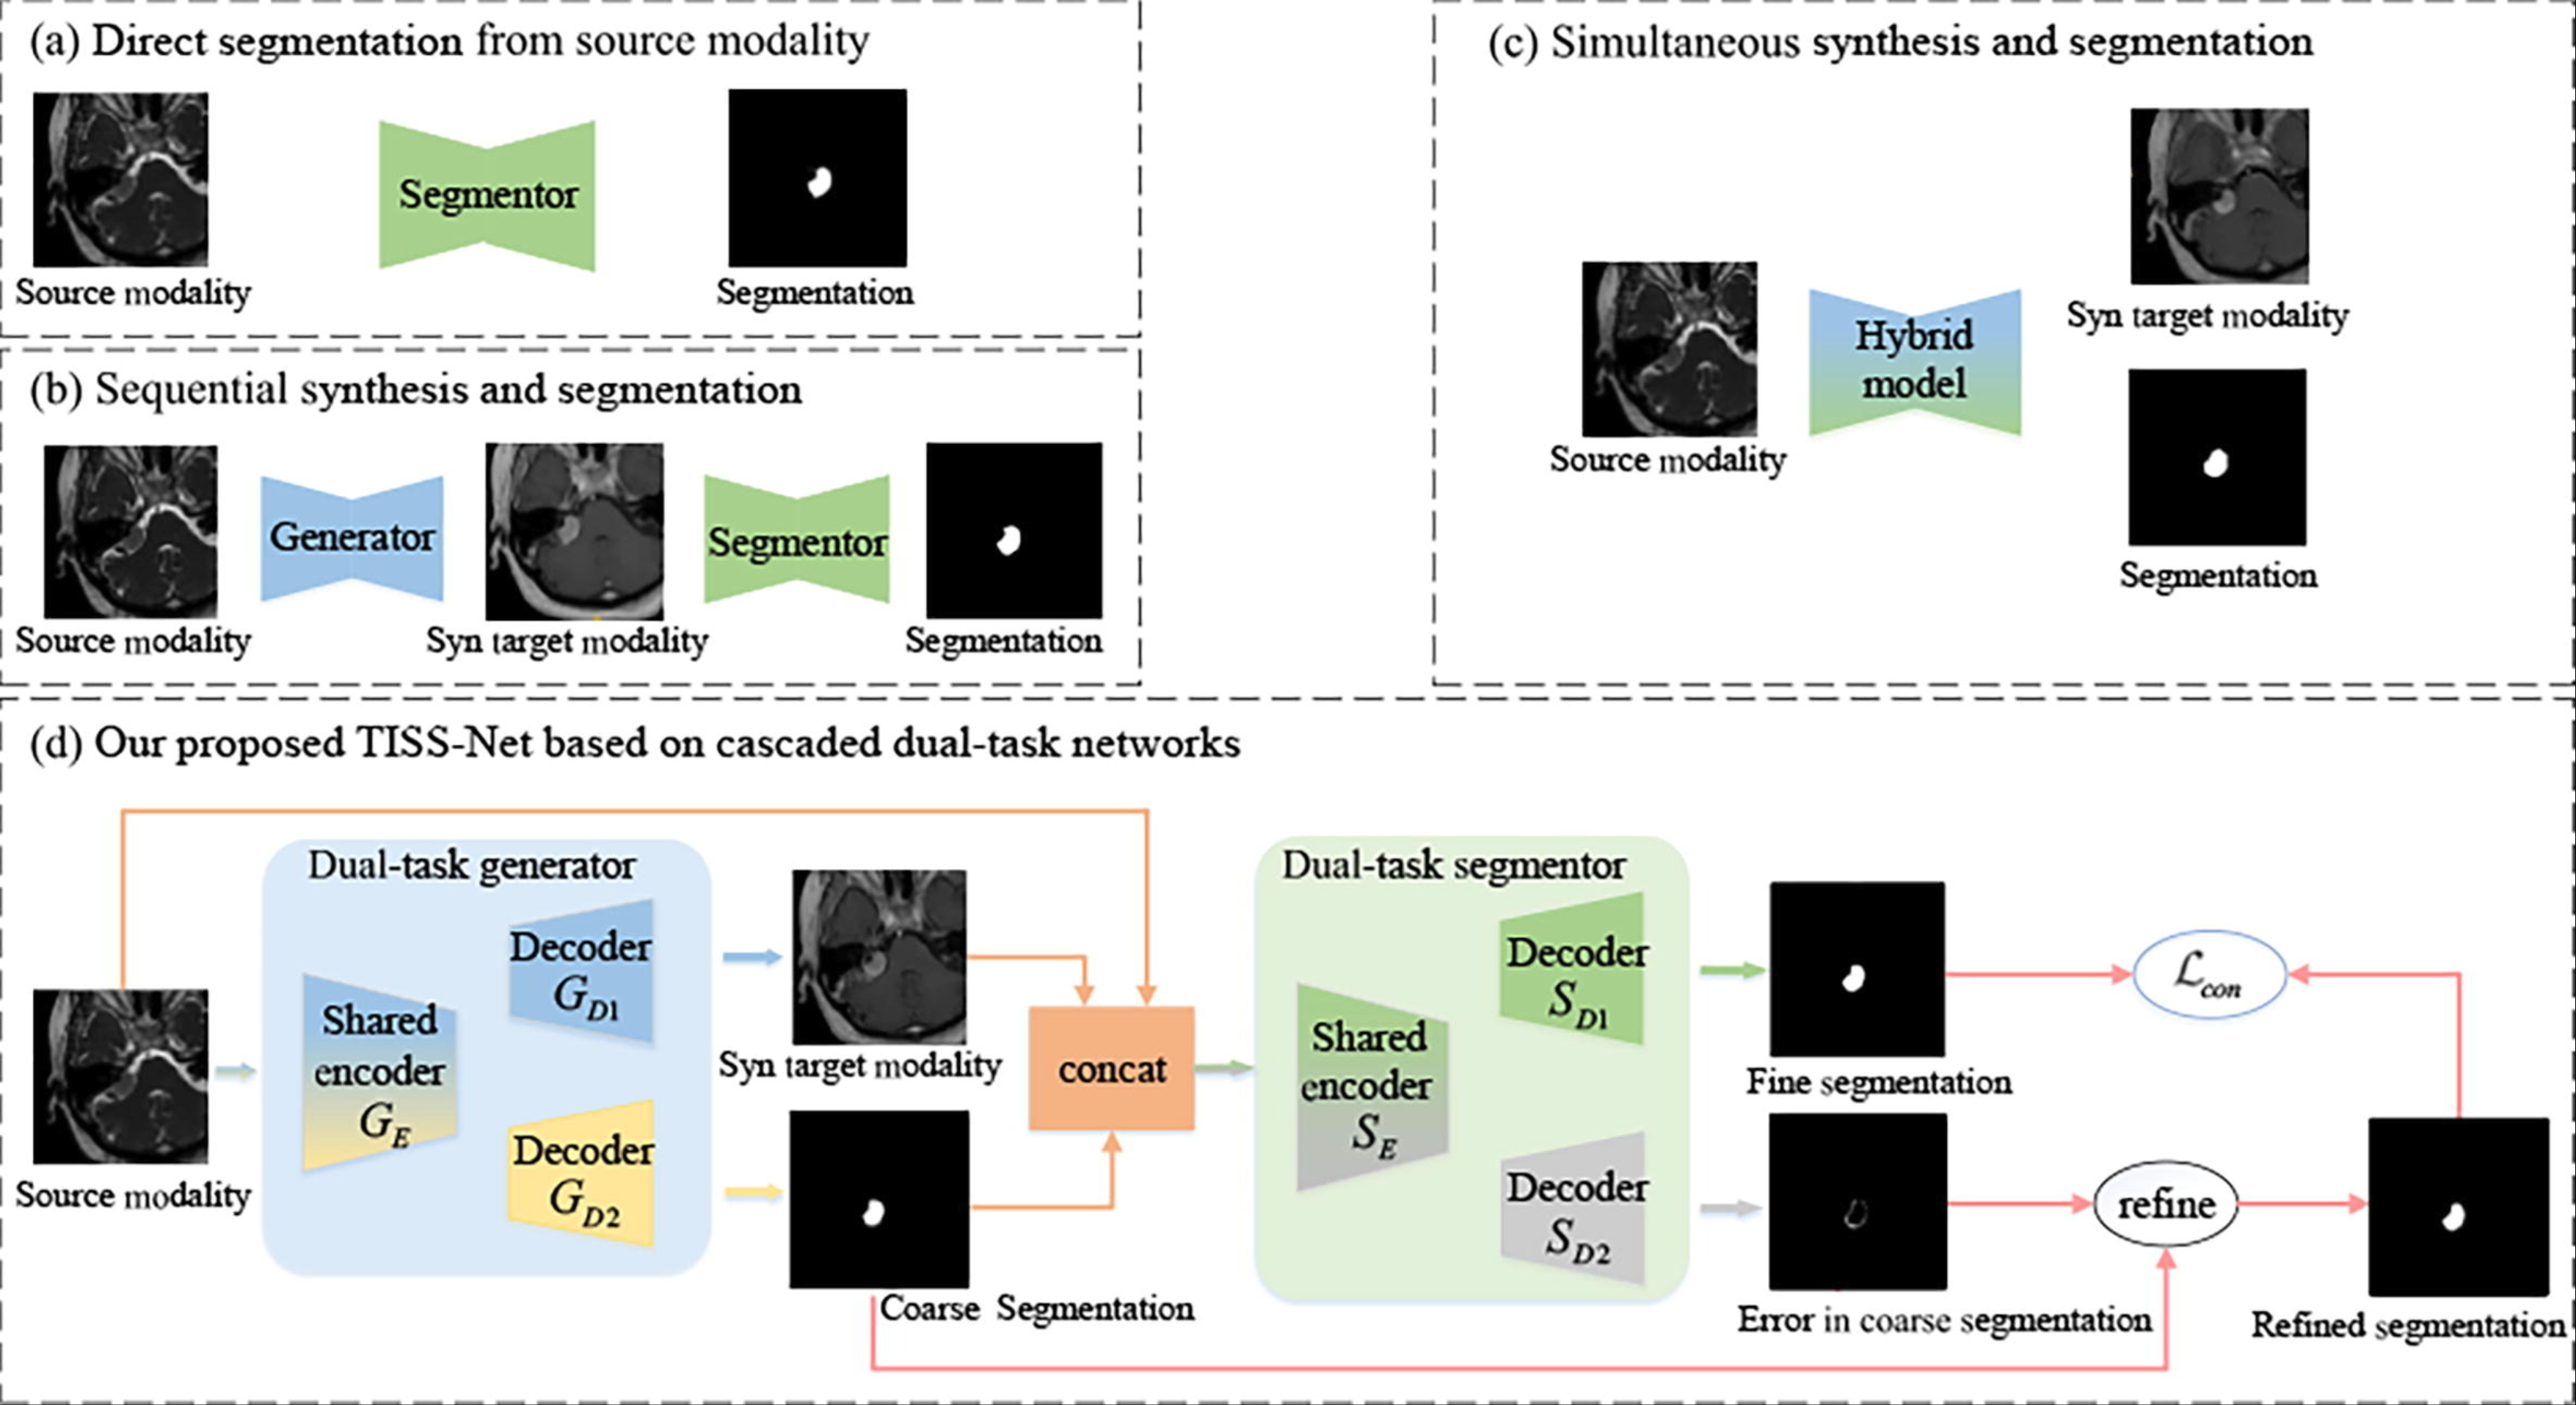 (a) Direct segmentation from source modality
Segmentor
Source modality
Segmentation
(b) Sequential synthesis and segmentation
Generator
Segmentor
Source modality
Syn target modality
Segmentation
(c) Simultaneous synthesis and segmentation
Syn target modality
Hybrid
model
Source modality
Segmentation
(d) Our proposed TISS-Net based on cascaded dual-task networks
Source modality
Dual-task generator
Shared
encoder
G_E
Decoder
G_{D1}
Decoder
G_{D2}
Syn target modality
Coarse Segmentation
concat
Dual-task segmentor
Shared
encoder
S_E
Decoder
S_{D1}
Decoder
S_{D2}
Fine segmentation
Error in coarse segmentation
ℒ_{con}
refine
Refined segmentation